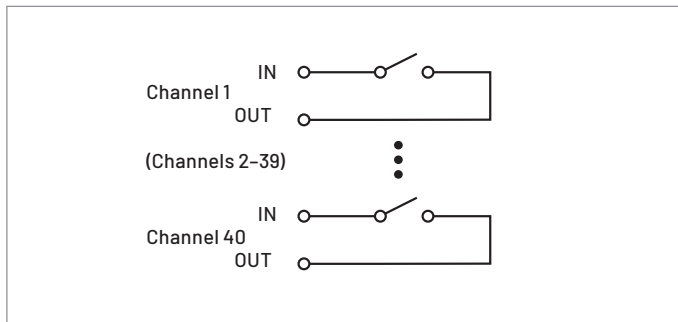 IN
Channel 1
OUT
(Channels 2–39)
IN
Channel 40
OUT